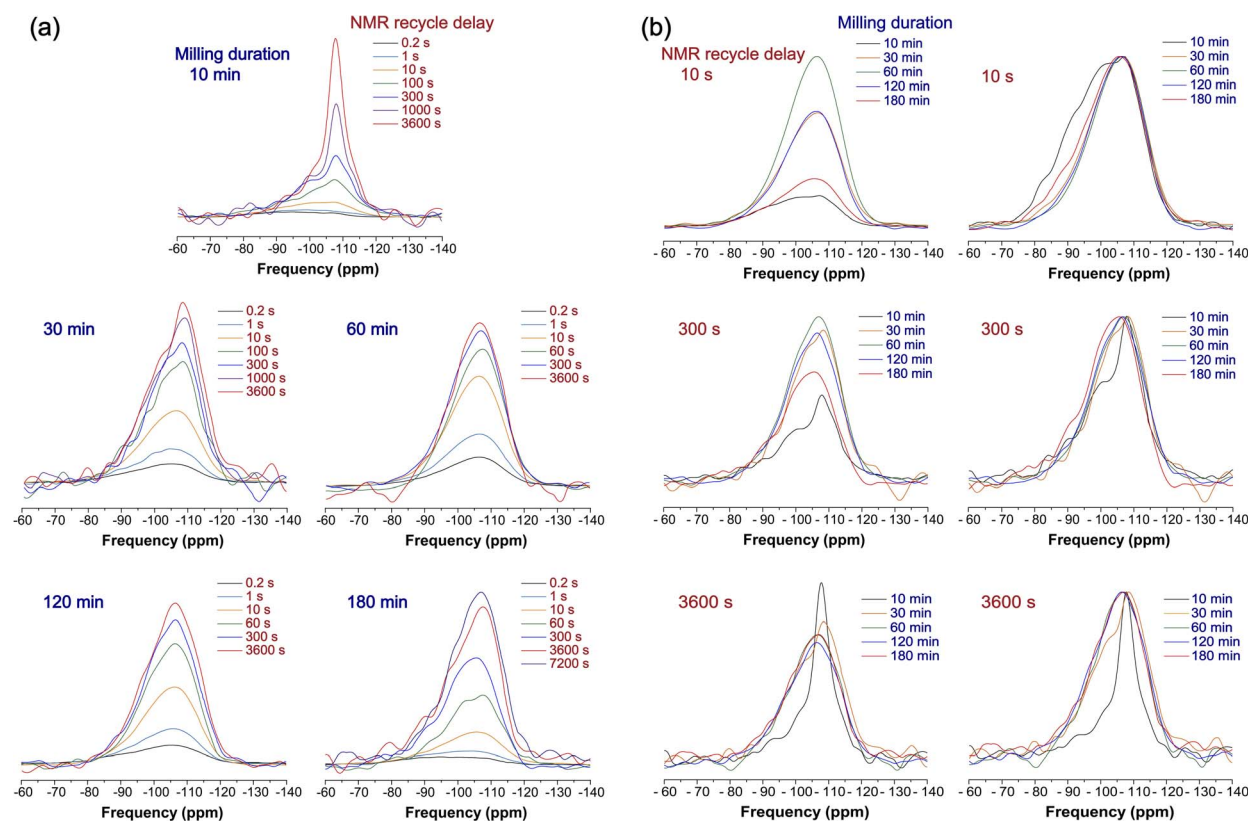 (a)
NMR recycle delay
Milling duration
10 min
0.2 s
1 s
10 s
100 s
300 s
1000 s
3600 s
-60 -70 -80 -90 -100 -110 -120 -130 -140
Frequency (ppm)
30 min
0.2 s
1 s
10 s
100 s
300 s
1000 s
3600 s
-60 -70 -80 -90 -100 -110 -120 -130 -140
Frequency (ppm)
60 min
0.2 s
1 s
10 s
60 s
300 s
3600 s
-60 -70 -80 -90 -100 -110 -120 -130 -140
Frequency (ppm)
120 min
0.2 s
1 s
10 s
60 s
300 s
3600 s
-60 -70 -80 -90 -100 -110 -120 -130 -140
Frequency (ppm)
180 min
0.2 s
1 s
10 s
60 s
300 s
3600 s
7200 s
-60 -70 -80 -90 -100 -110 -120 -130 -140
Frequency (ppm)
(b)
Milling duration
NMR recycle delay
10 s
10 min
30 min
60 min
120 min
180 min
-60 -70 -80 -90 -100 -110 -120 -130 -140
Frequency (ppm)
10 s
10 min
30 min
60 min
120 min
180 min
-60 -70 -80 -90 -100 -110 -120 -130 -140
Frequency (ppm)
300 s
10 min
30 min
60 min
120 min
180 min
-60 -70 -80 -90 -100 -110 -120 -130 -140
Frequency (ppm)
300 s
10 min
30 min
60 min
120 min
180 min
-60 -70 -80 -90 -100 -110 -120 -130 -140
Frequency (ppm)
3600 s
10 min
30 min
60 min
120 min
180 min
-60 -70 -80 -90 -100 -110 -120 -130 -140
Frequency (ppm)
3600 s
10 min
30 min
60 min
120 min
180 min
-60 -70 -80 -90 -100 -110 -120 -130 -140
Frequency (ppm)